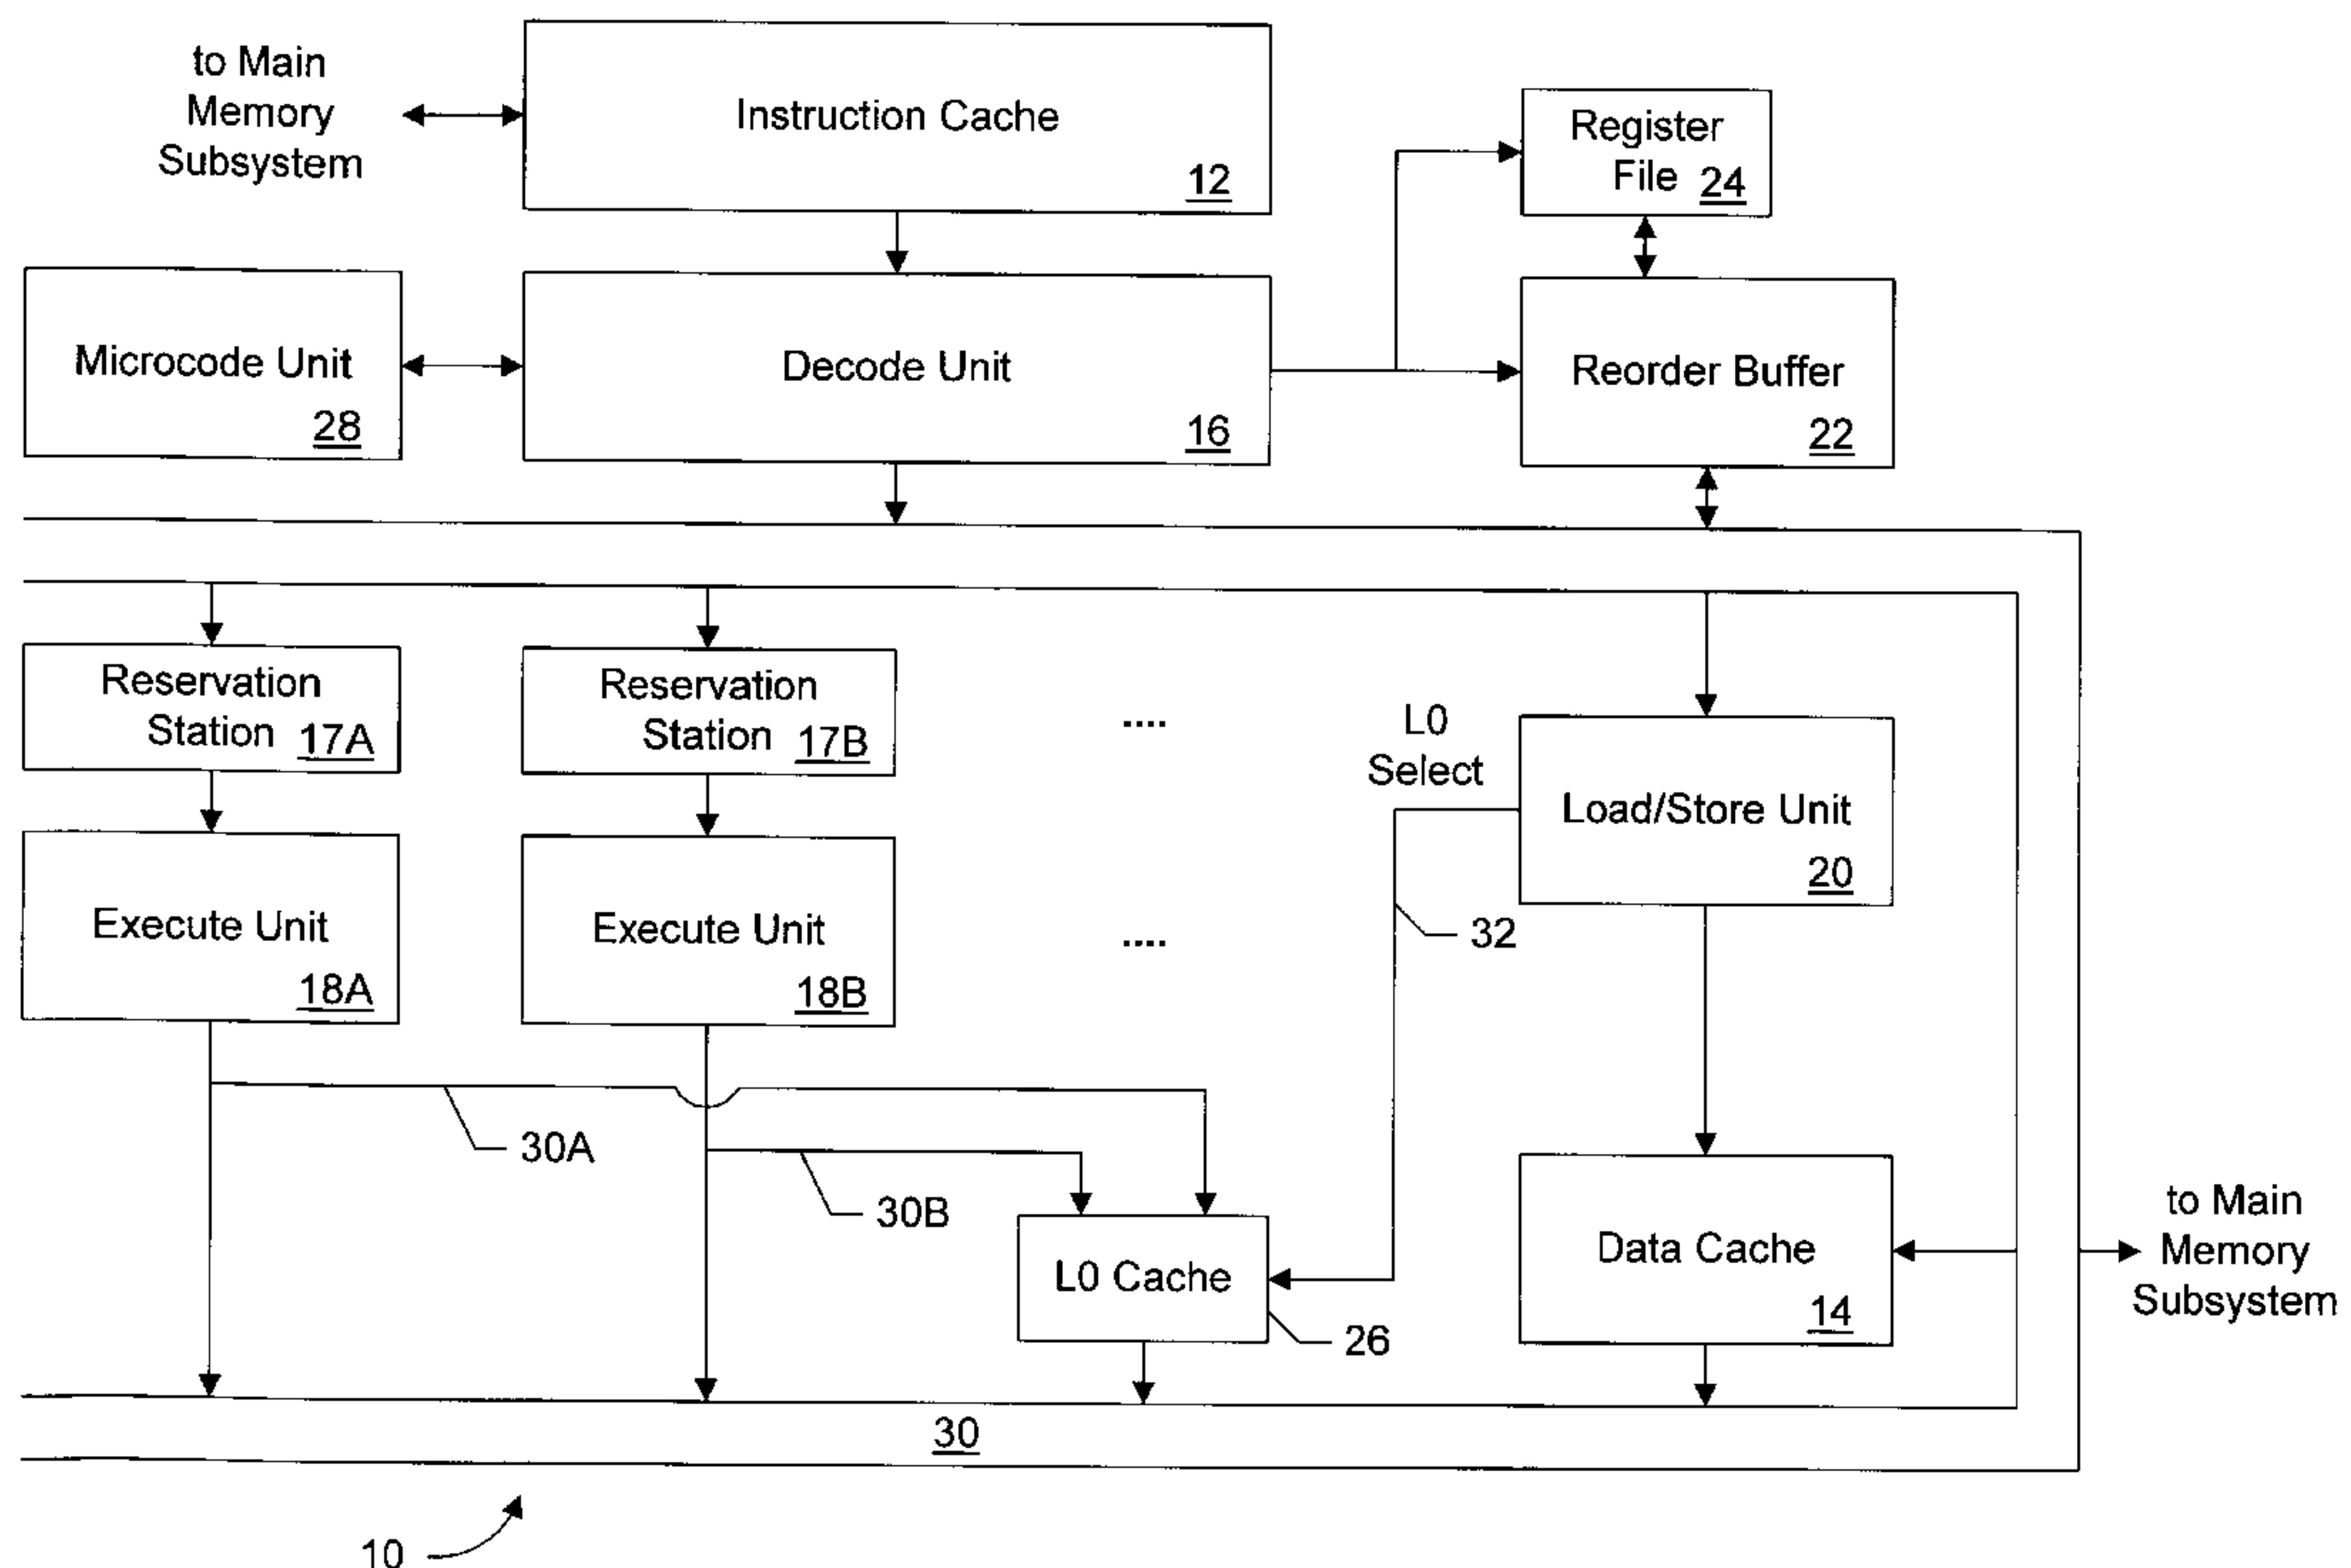 to Main
Memory
Subsystem
Instruction Cache
12
Register
File 24
Microcode Unit
28
Decode Unit
16
Reorder Buffer
22
Reservation
Station 17A
Reservation
Station 17B
....
L0
Select
Load/Store Unit
20
Execute Unit
18A
Execute Unit
18B
....
32
30A
30B
L0 Cache
26
Data Cache
14
to Main
Memory
Subsystem
30
10